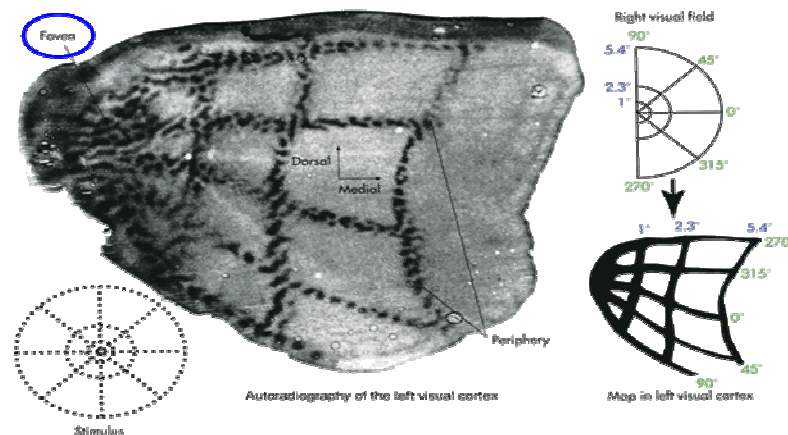 Fovea
Dorsal
Medial
Periphery
Stimulus
Autoradiography of the left visual cortex
Right visual field
90°
5.4°
45°
2.3°
1°
0°
315°
270°
1°
2.3°
5.4°
270
315°
0°
45°
90°
Map in left visual cortex